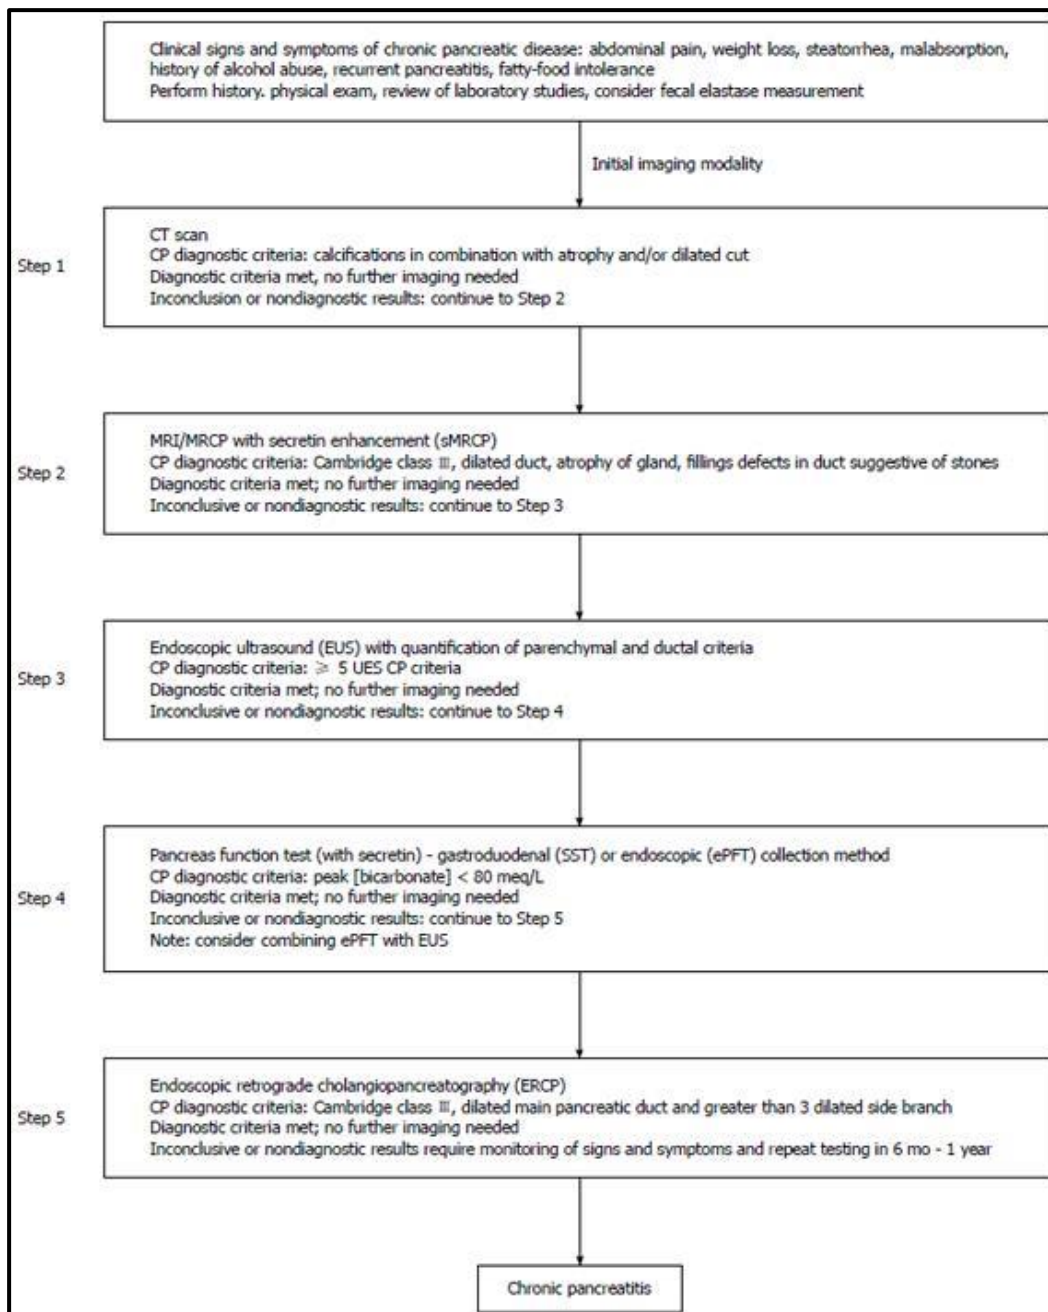 Clinical signs and symptoms of chronic pancreatic disease: abdominal pain, weight loss, steatorrhea, malabsorption,
history of alcohol abuse, recurrent pancreatitis, fatty-food intolerance
Perform history. physical exam, review of laboratory studies, consider fecal elastase measurement
Initial imaging modality
Step 1
CT scan
CP diagnostic criteria: calcifications in combination with atrophy and/or dilated cut
Diagnostic criteria met, no further imaging needed
Inconclusion or nondiagnostic results: continue to Step 2
Step 2
MRI/MRCP with secretin enhancement (sMRCP)
CP diagnostic criteria: Cambridge class Ⅲ, dilated duct, atrophy of gland, fillings defects in duct suggestive of stones
Diagnostic criteria met; no further imaging needed
Inconclusive or nondiagnostic results: continue to Step 3
Step 3
Endoscopic ultrasound (EUS) with quantification of parenchymal and ductal criteria
CP diagnostic criteria: ≥ 5 UES CP criteria
Diagnostic criteria met; no further imaging needed
Inconclusive or nondiagnostic results: continue to Step 4
Step 4
Pancreas function test (with secretin) - gastroduodenal (SST) or endoscopic (ePFT) collection method
CP diagnostic criteria: peak [bicarbonate] < 80 meq/L
Diagnostic criteria met; no further imaging needed
Inconclusive or nondiagnostic results: continue to Step 5
Note: consider combining ePFT with EUS
Step 5
Endoscopic retrograde cholangiopancreatography (ERCP)
CP diagnostic criteria: Cambridge class Ⅲ, dilated main pancreatic duct and greater than 3 dilated side branch
Diagnostic criteria met; no further imaging needed
Inconclusive or nondiagnostic results require monitoring of signs and symptoms and repeat testing in 6 mo - 1 year
Chronic pancreatitis